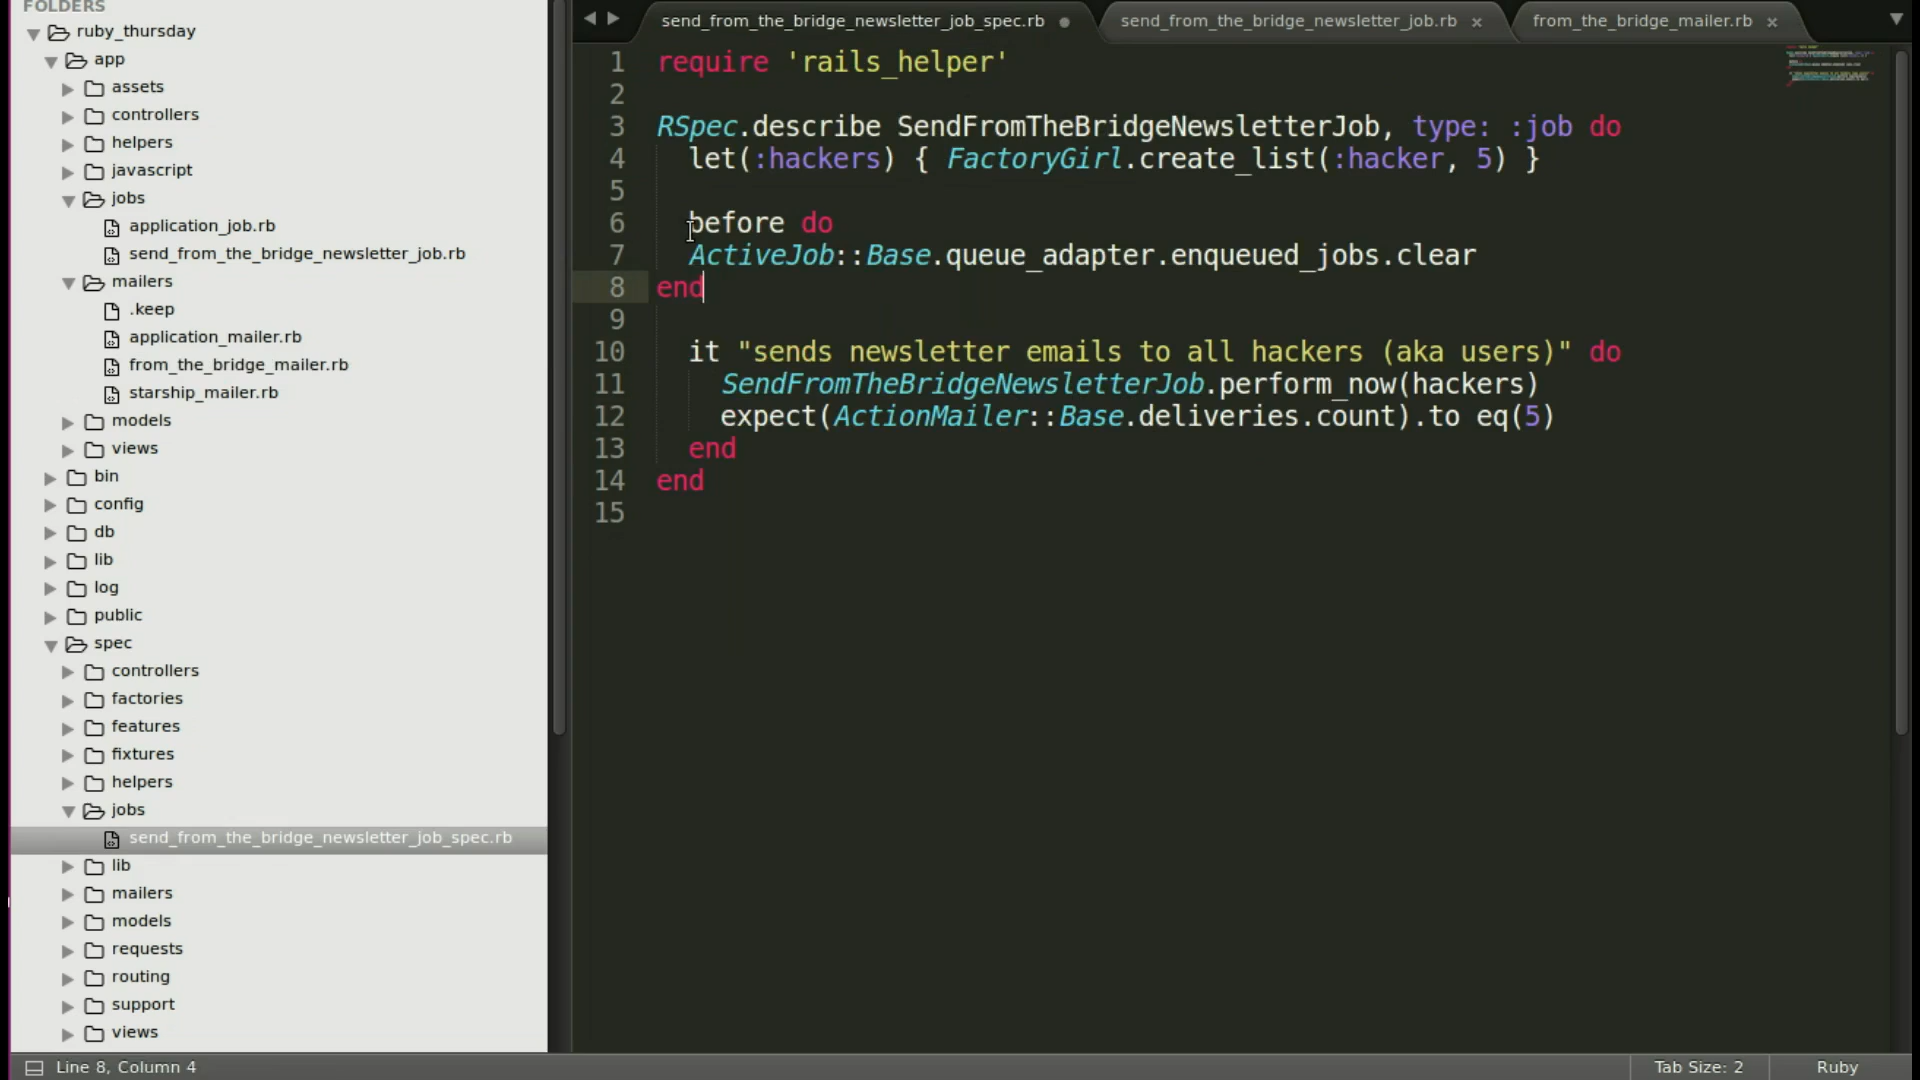 FOLDERS
ruby_thursday
app
assets
controllers
helpers
javascript
jobs
application_job.rb
send_from_the_bridge_newsletter_job.rb
mailers
.keep
application_mailer.rb
from_the_bridge_mailer.rb
starship_mailer.rb
models
views
bin
config
db
lib
log
public
spec
controllers
factories
features
fixtures
helpers
jobs
send_from_the_bridge_newsletter_job_spec.rb
lib
mailers
models
requests
routing
support
views
send_from_the_bridge_newsletter_job_spec.rb
send_from_the_bridge_newsletter_job.rb ×
from_the_bridge_mailer.rb ×
1 require 'rails_helper'
2
3 RSpec.describe SendFromTheBridgeNewsletterJob, type: :job do
4   let(:hackers) { FactoryGirl.create_list(:hacker, 5) }
5
6   before do
7   ActiveJob::Base.queue_adapter.enqueued_jobs.clear
8 end
9
10   it "sends newsletter emails to all hackers (aka users)" do
11     SendFromTheBridgeNewsletterJob.perform_now(hackers)
12     expect(ActionMailer::Base.deliveries.count).to eq(5)
13   end
14 end
15
Line 8, Column 4
Tab Size: 2
Ruby